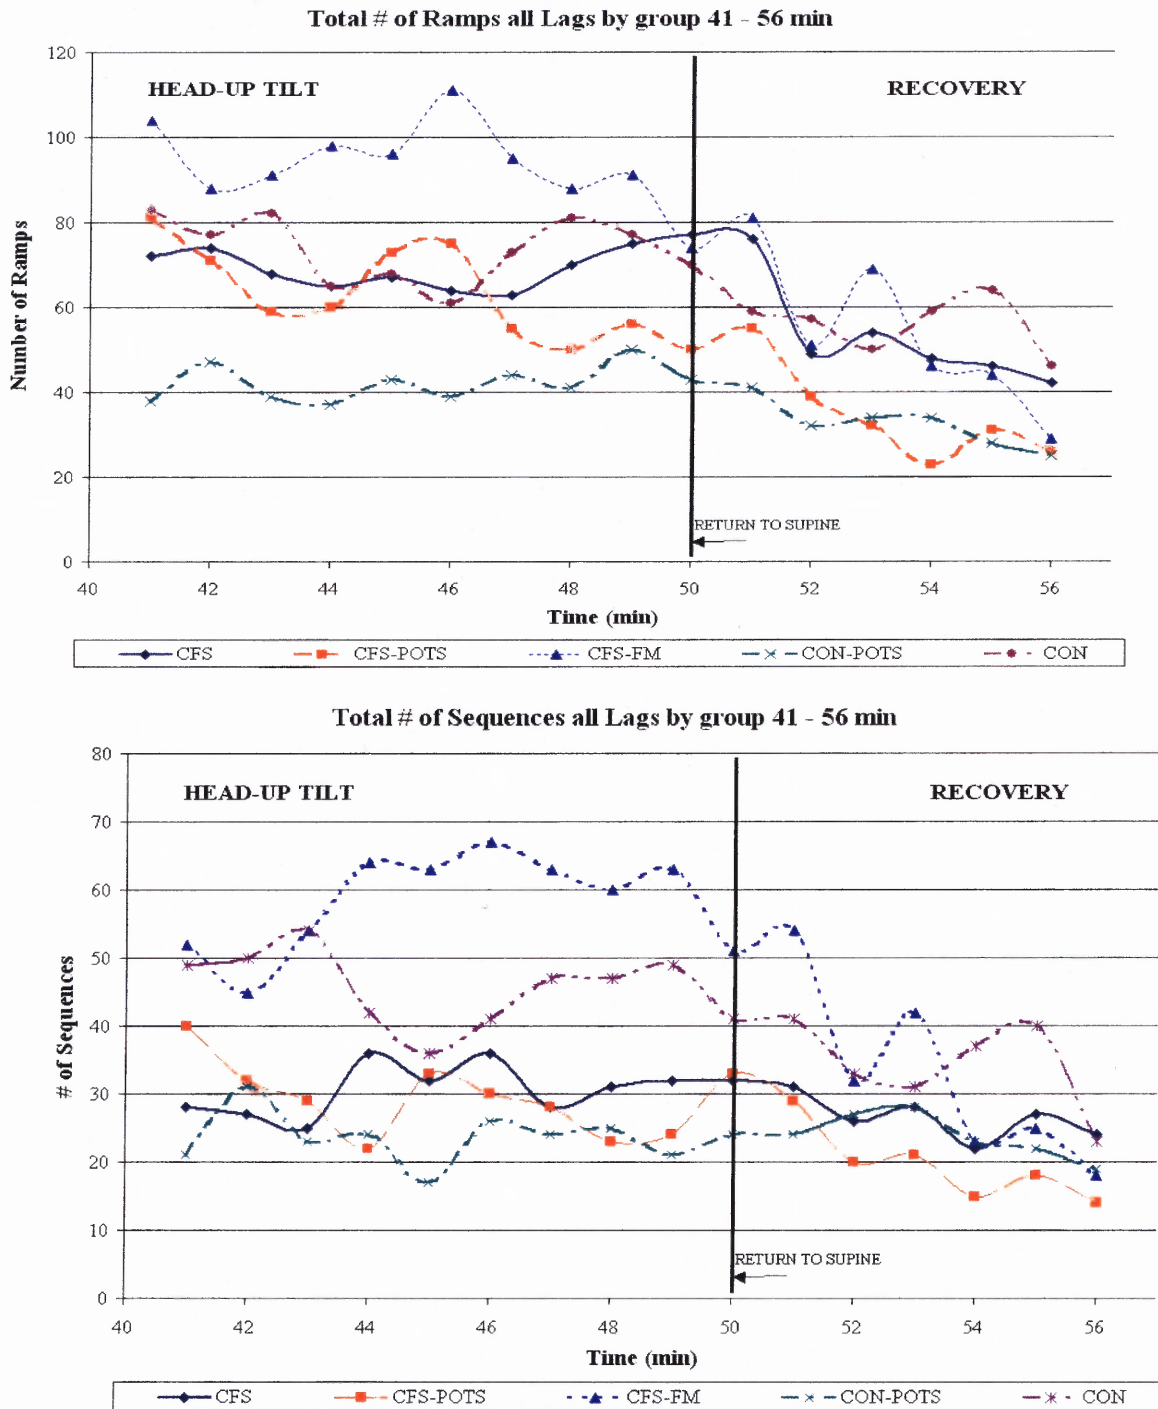 Total # of Ramps all Lags by group 41 - 56 min
120
HEAD-UP TILT
RECOVERY
100
80
60
40
20
0
Number of Ramps
RETURN TO SUPINE
40 42 44 46 48 50 52 54 56
Time (min)
CFS CFS-POTS CFS-FM CON-POTS CON
Total # of Sequences all Lags by group 41 - 56 min
80
HEAD-UP TILT
RECOVERY
70
60
50
40
30
20
10
0
# of Sequences
RETURN TO SUPINE
40 42 44 46 48 50 52 54 56
Time (min)
CFS CFS-POTS CFS-FM CON-POTS CON